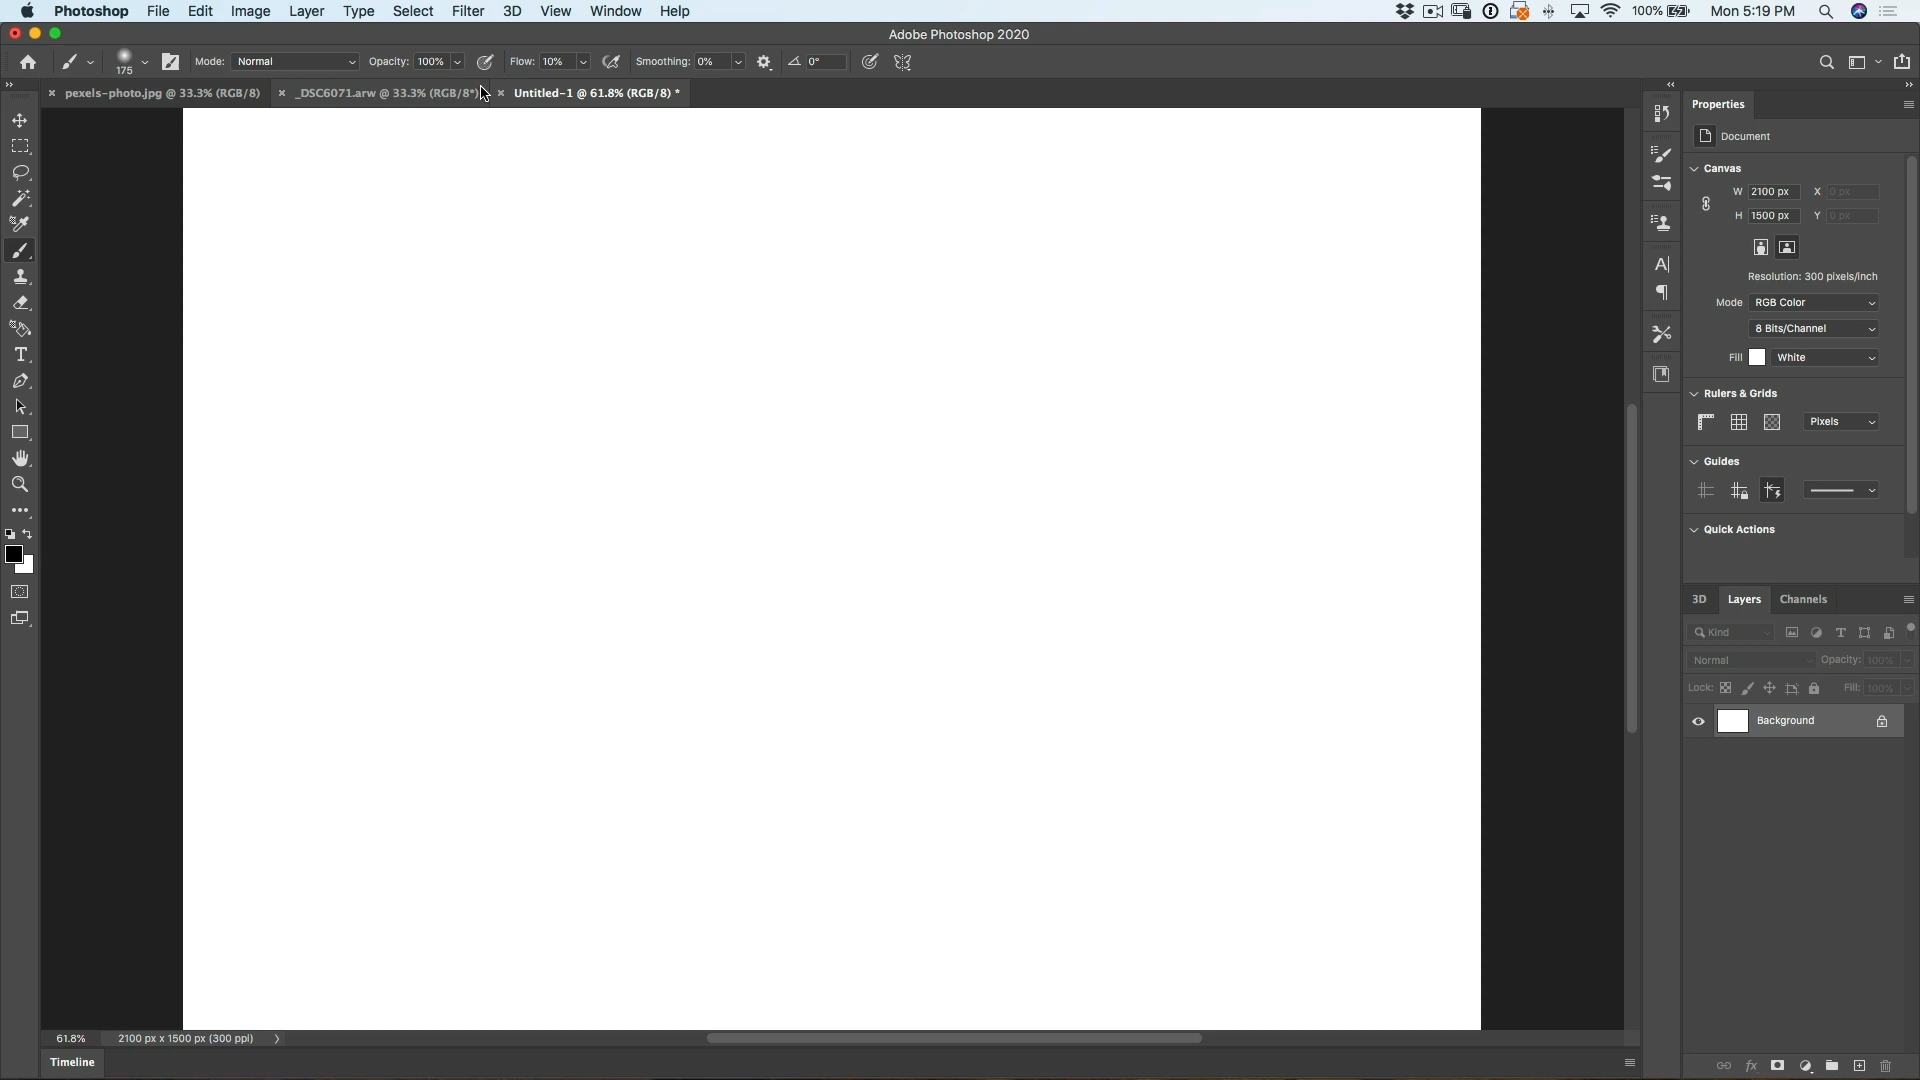 Photoshop File Edit Image Layer Type Select Filter 3D View Window Help 100% Mon 5:19 PM
Adobe Photoshop 2020
175 Mode: Normal Opacity: 100% Flow: 10% Smoothing: 0% 0°
pexels-photo.jpg @ 33.3% (RGB/8) _DSC6071.arw @ 33.3% (RGB/8*) Untitled-1 @ 61.8% (RGB/8) *
Properties
Document
Canvas
W 2100 px X 0 px
H 1500 px Y 0 px
Resolution: 300 pixels/inch
Mode RGB Color
8 Bits/Channel
Fill White
Rulers & Grids
Pixels
Guides
Quick Actions
3D Layers Channels
Kind
Normal Opacity: 100%
Lock: Fill: 100%
Background
61.8% 2100 px x 1500 px (300 ppi)
Timeline